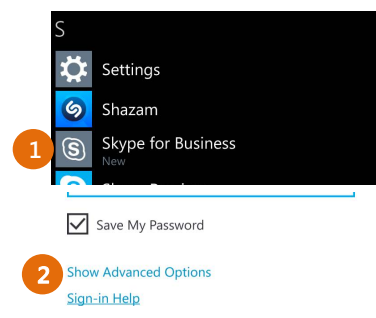 S
Settings
Shazam
1
Skype for Business
New
Save My Password
2
Show Advanced Options
Sign-in Help